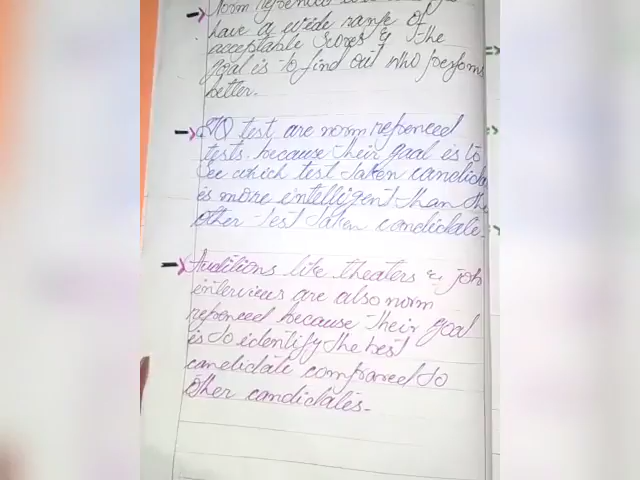 Norm
have a wide range of
acceptable scores & the
goal is to find out who performs
better.
IQ test are norm referenced
tests. because their goal is to
see which test taken candida
is more intelligent than the
other test taken candidate.
Auditions like theaters & job
interviews are also norm
referenced because their goal
is to identify the best
candidate compared to
other candidates.